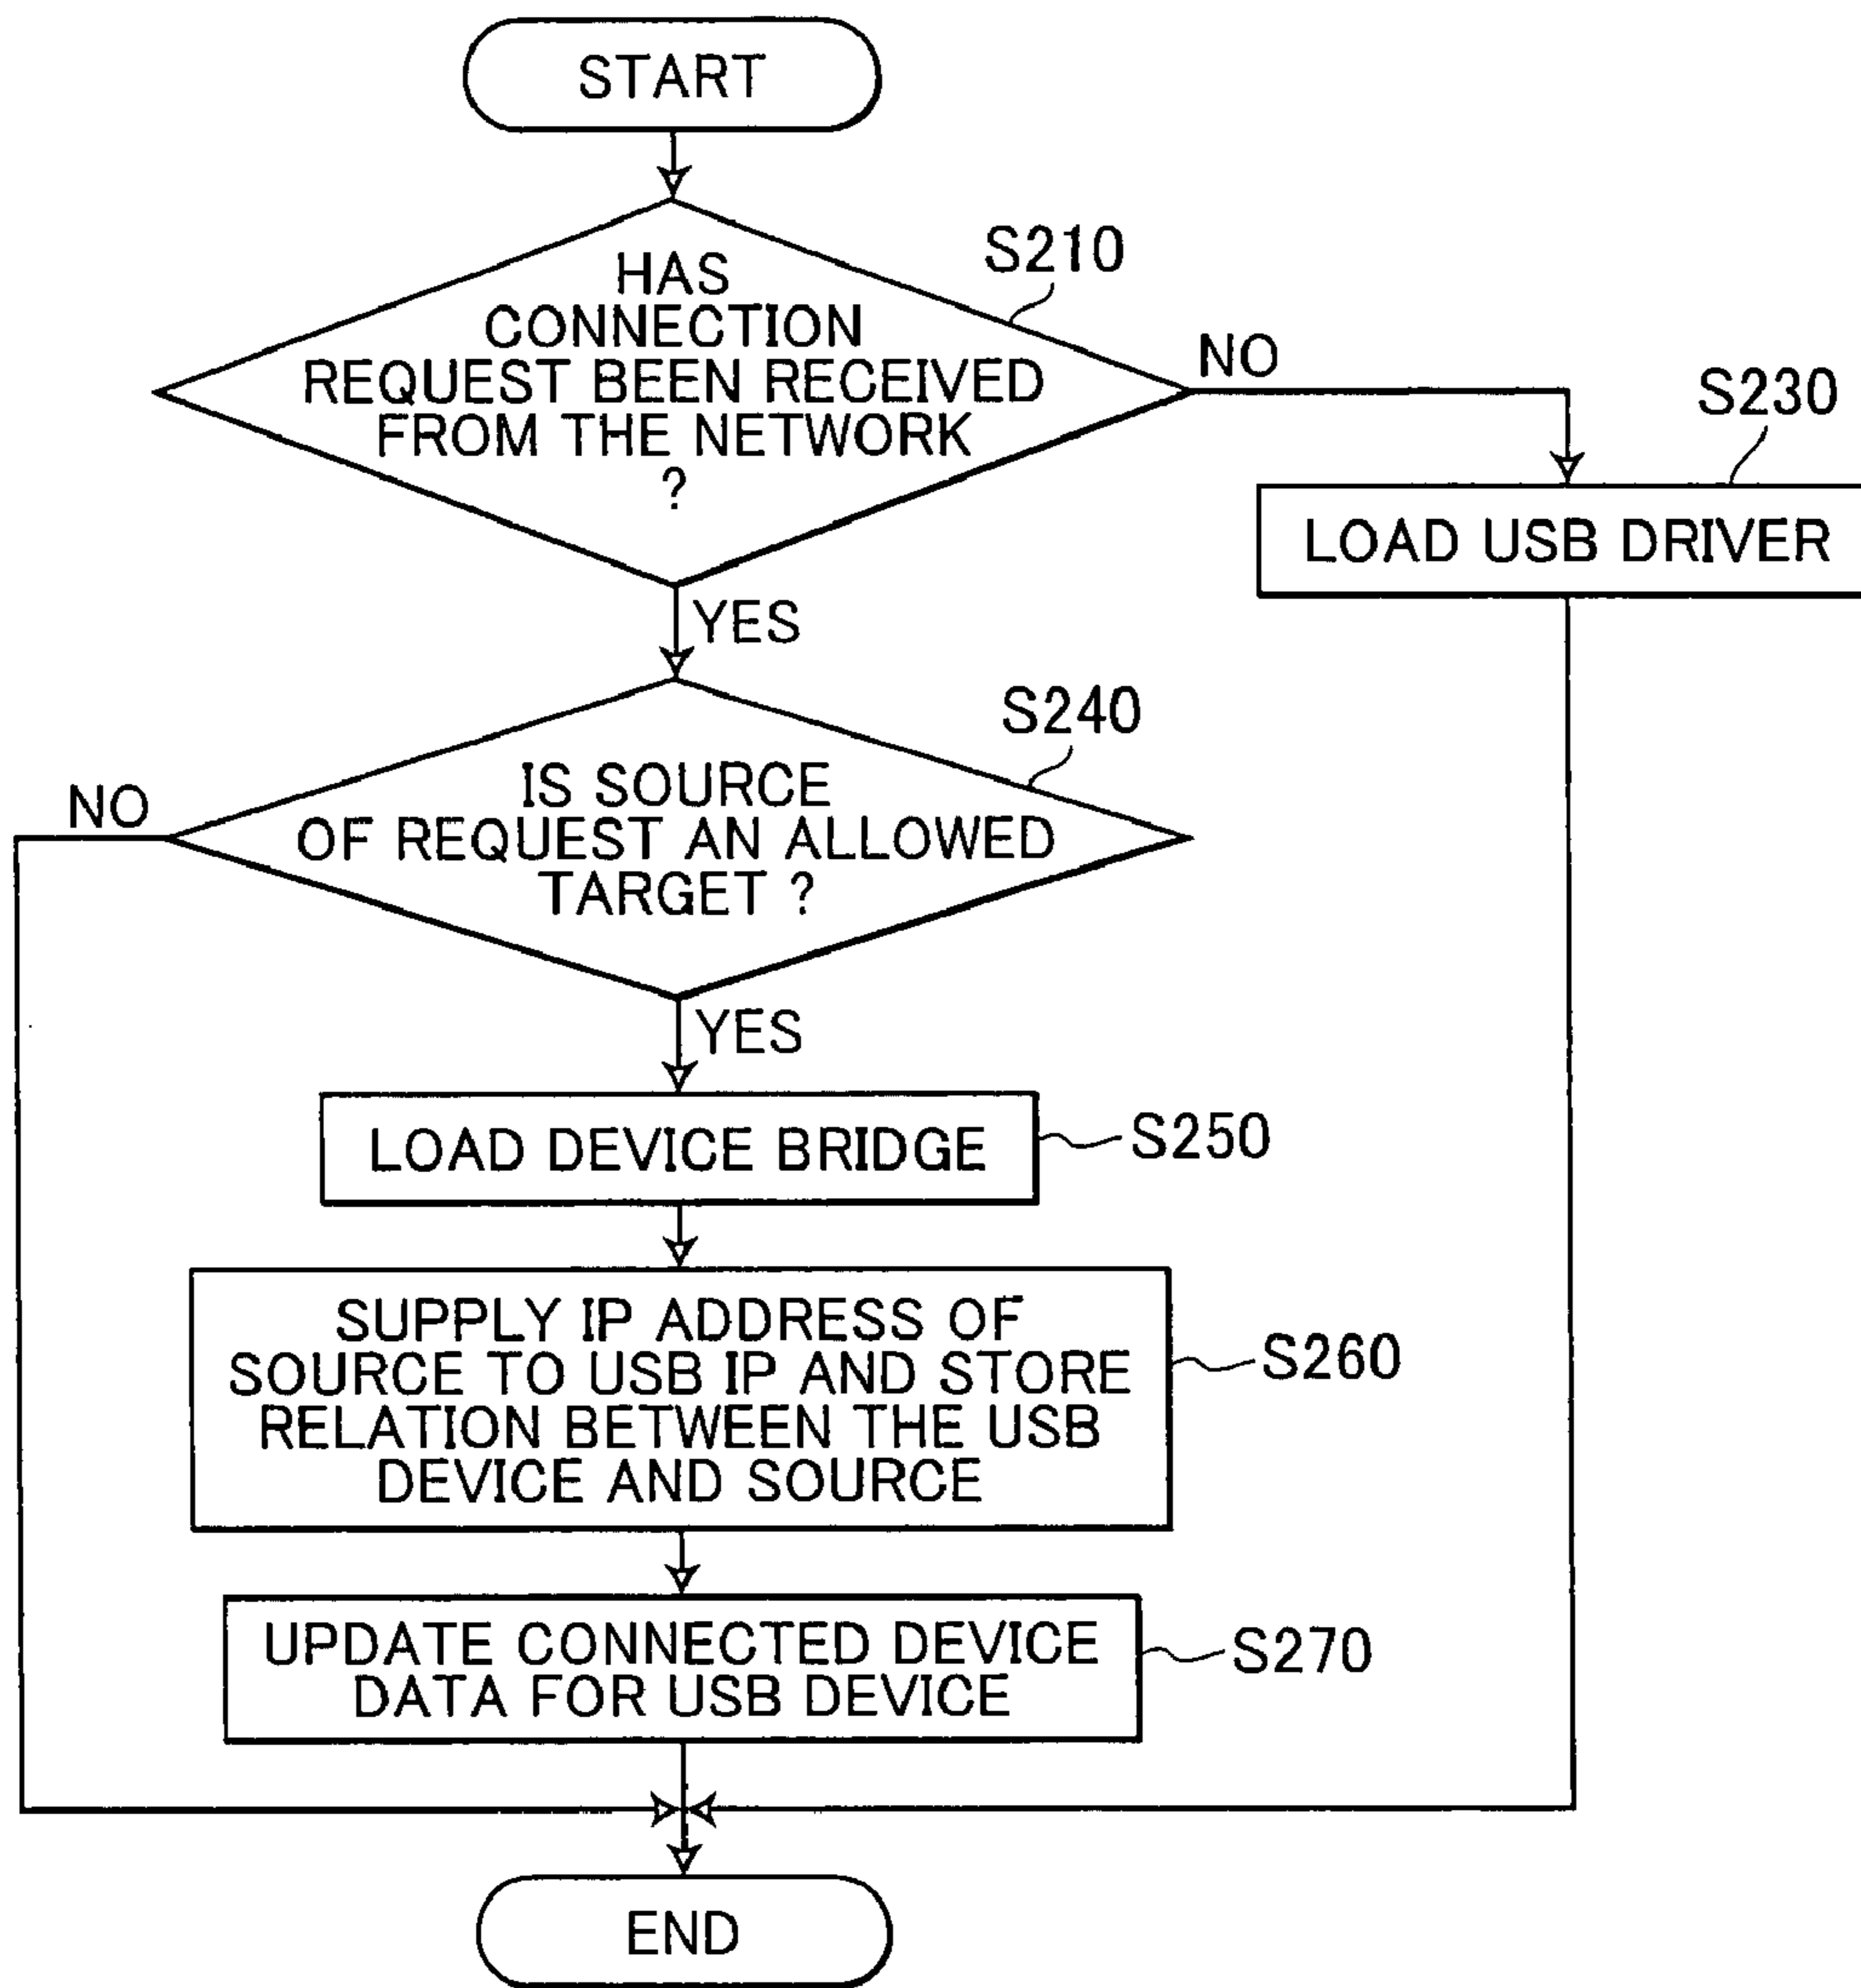 START
S210
HAS
CONNECTION
REQUEST BEEN RECEIVED
FROM THE NETWORK
?
NO
S230
LOAD USB DRIVER
YES
S240
IS SOURCE
OF REQUEST AN ALLOWED
TARGET ?
NO
YES
LOAD DEVICE BRIDGE
S250
SUPPLY IP ADDRESS OF
SOURCE TO USB IP AND STORE
RELATION BETWEEN THE USB
DEVICE AND SOURCE
S260
UPDATE CONNECTED DEVICE
DATA FOR USB DEVICE
S270
END